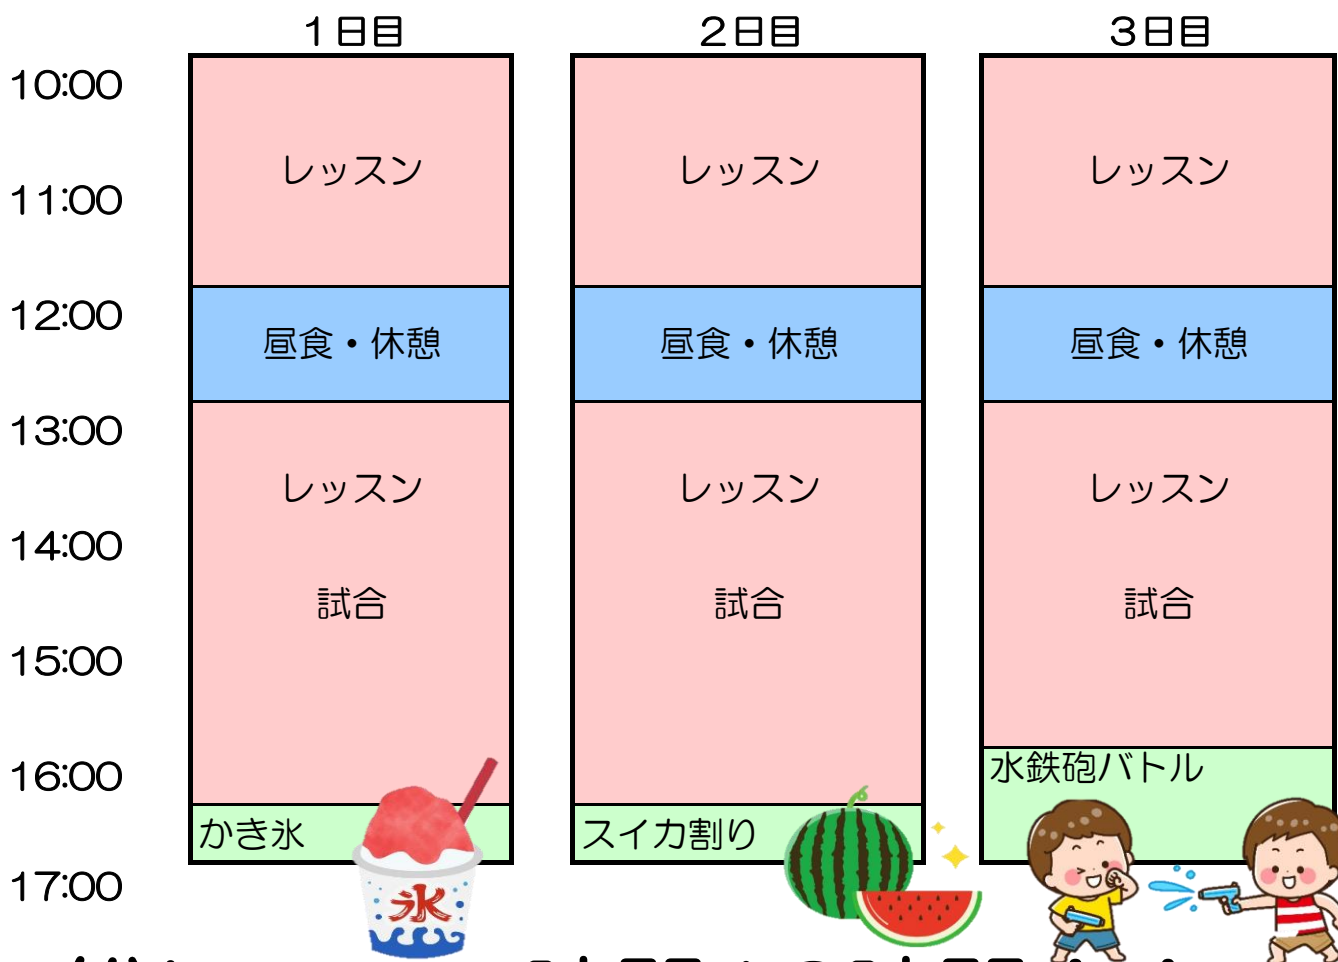 1日目 2日目 3日目
10:00
レッスン レッスン レッスン
11:00
12:00
昼食・休憩 昼食・休憩 昼食・休憩
13:00
レッスン レッスン レッスン
14:00
試合 試合 試合
15:00
16:00
水鉄砲バトル
かき氷 スイカ割り
氷
17:00